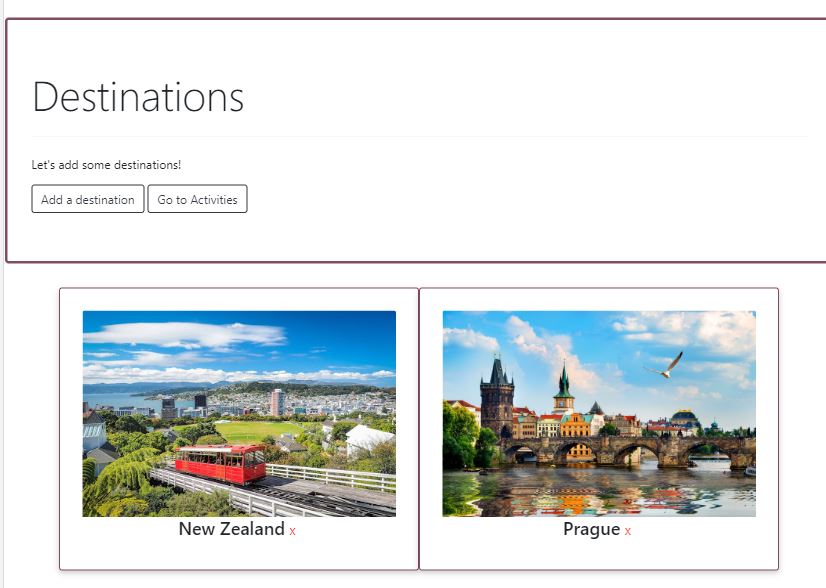 Destinations
Let's add some destinations!
Add a destination Go to Activities
New Zealand x
Prague x